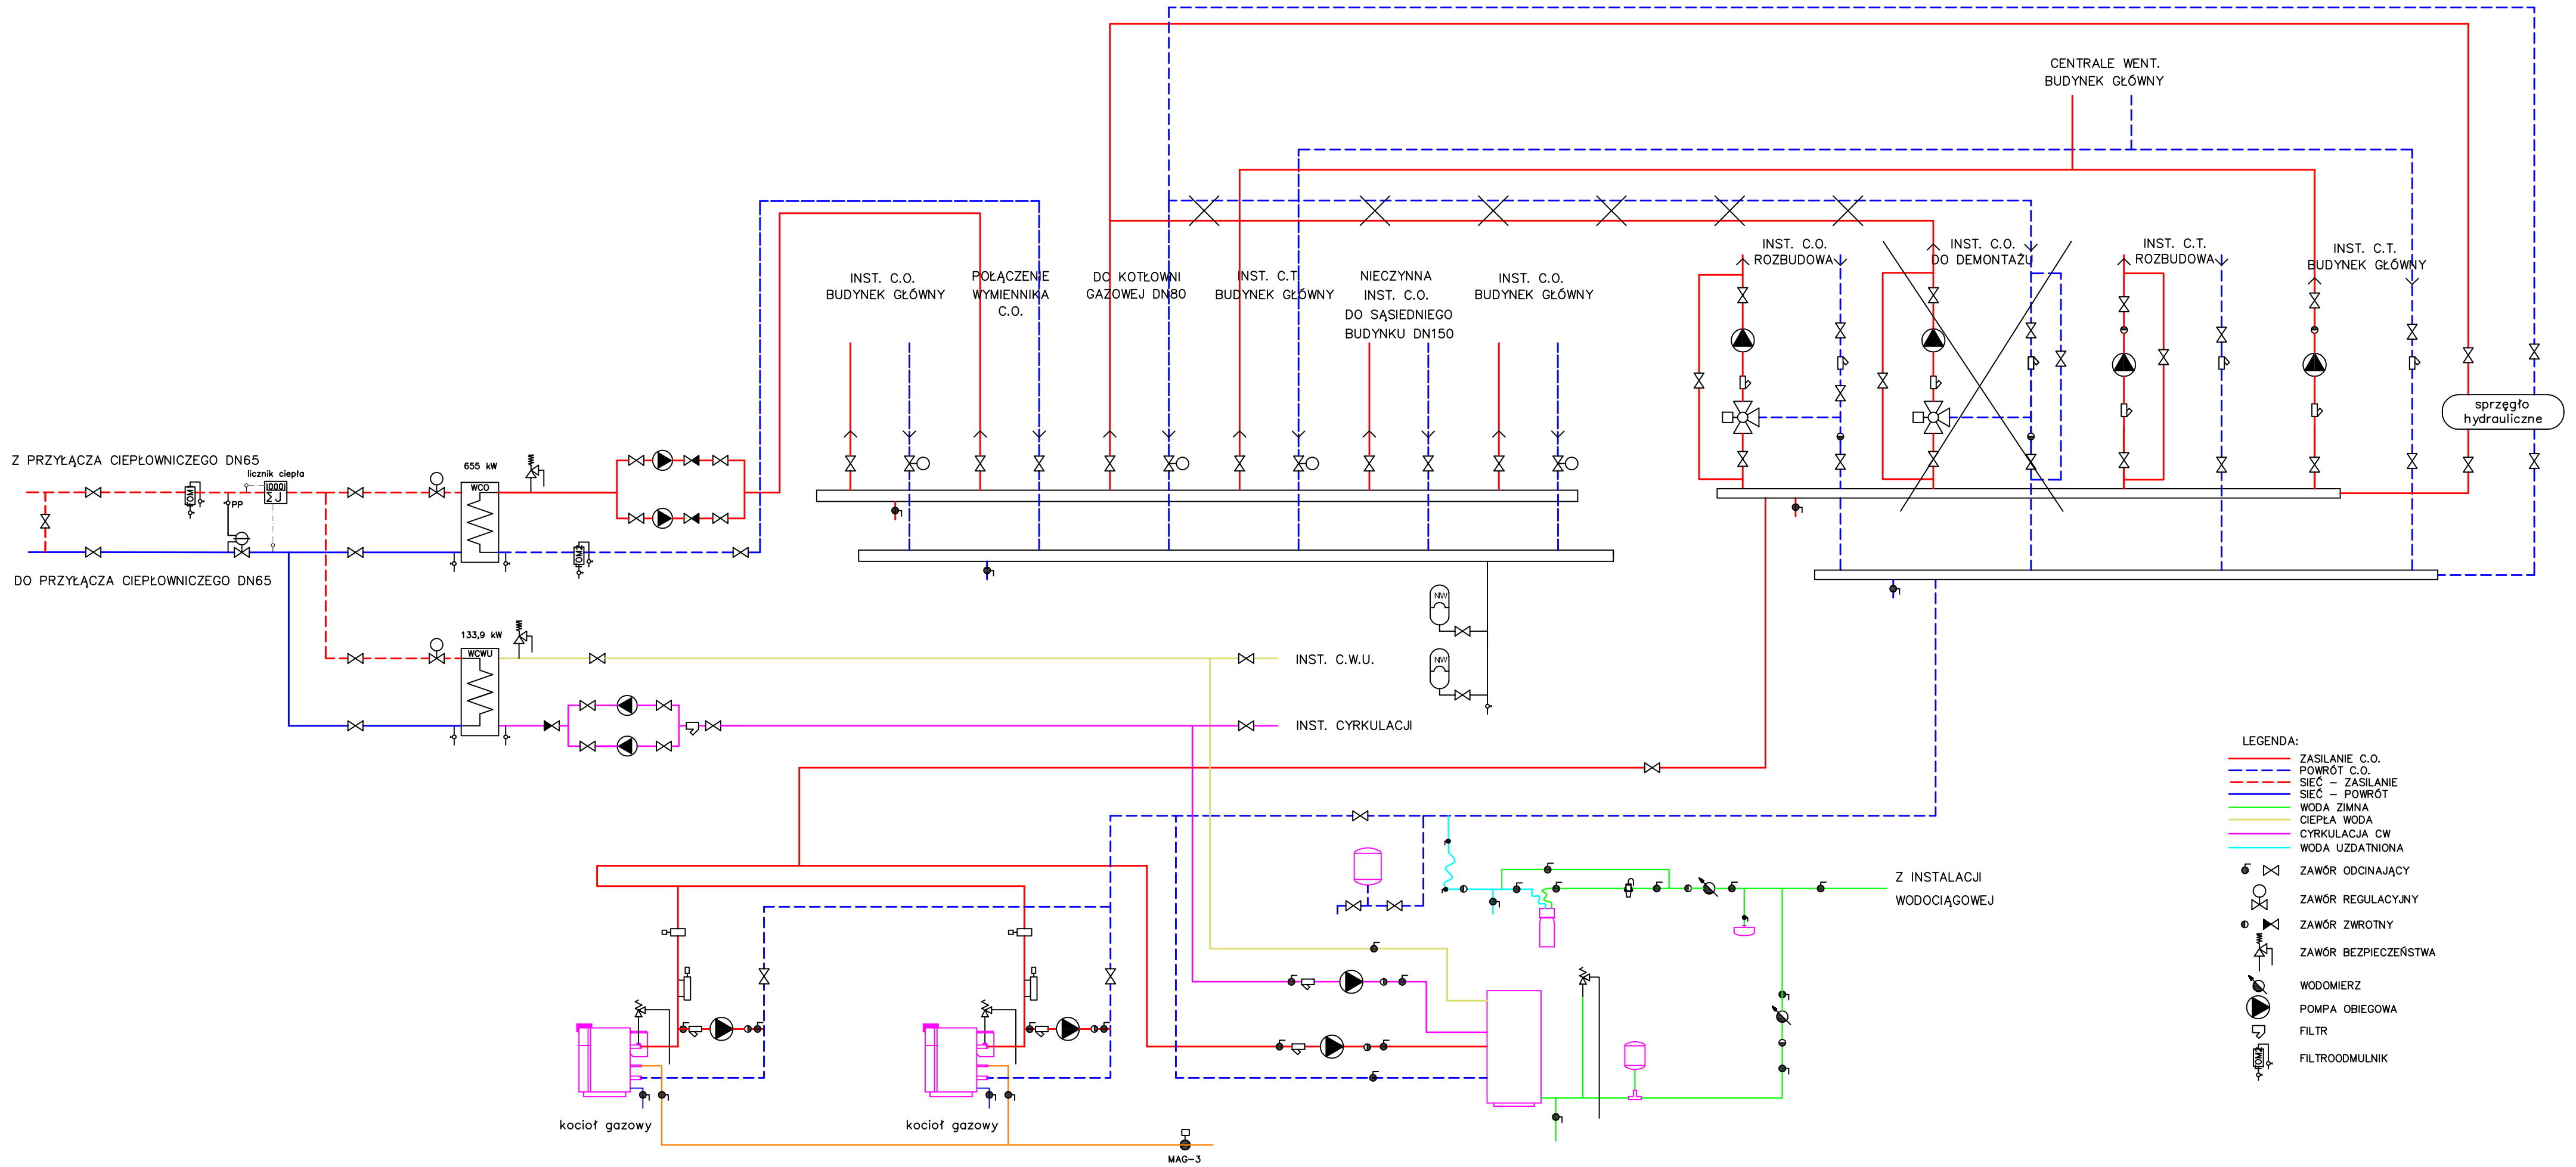 CENTRALE WENT.
BUDYNEK GŁÓWNY
INST. C.O.
BUDYNEK GŁÓWNY
POŁĄCZENIE
WYMIENNIKA
C.O.
DO KOTŁOWNI
GAZOWEJ DN80
INST. C.T
BUDYNEK GŁÓWNY
NIECZYNNA
INST. C.O.
DO SĄSIEDNIEGO
BUDYNKU DN150
INST. C.O.
BUDYNEK GŁÓWNY
INST. C.O.
ROZBUDOWA
INST. C.O.
DO DEMONTAŻU
INST. C.T.
ROZBUDOWA
INST. C.T.
BUDYNEK GŁÓWNY
sprzęgło
hydrauliczne
Z PRZYŁĄCZA CIEPŁOWNICZEGO DN65
licznik ciepła
655 kW
WCO
PP
DO PRZYŁĄCZA CIEPŁOWNICZEGO DN65
133,9 kW
WCWU
NW
NW
INST. C.W.U.
INST. CYRKULACJI
Z INSTALACJI
WODOCIĄGOWEJ
kocioł gazowy
kocioł gazowy
MAG-3
LEGENDA:
ZASILANIE C.O.
POWRÓT C.O.
SIEĆ – ZASILANIE
SIEĆ – POWRÓT
WODA ZIMNA
CIEPŁA WODA
CYRKULACJA CW
WODA UZDATNIONA
ZAWÓR ODCINAJĄCY
ZAWÓR REGULACYJNY
ZAWÓR ZWROTNY
ZAWÓR BEZPIECZEŃSTWA
WODOMIERZ
POMPA OBIEGOWA
FILTR
FILTROODMULNIK